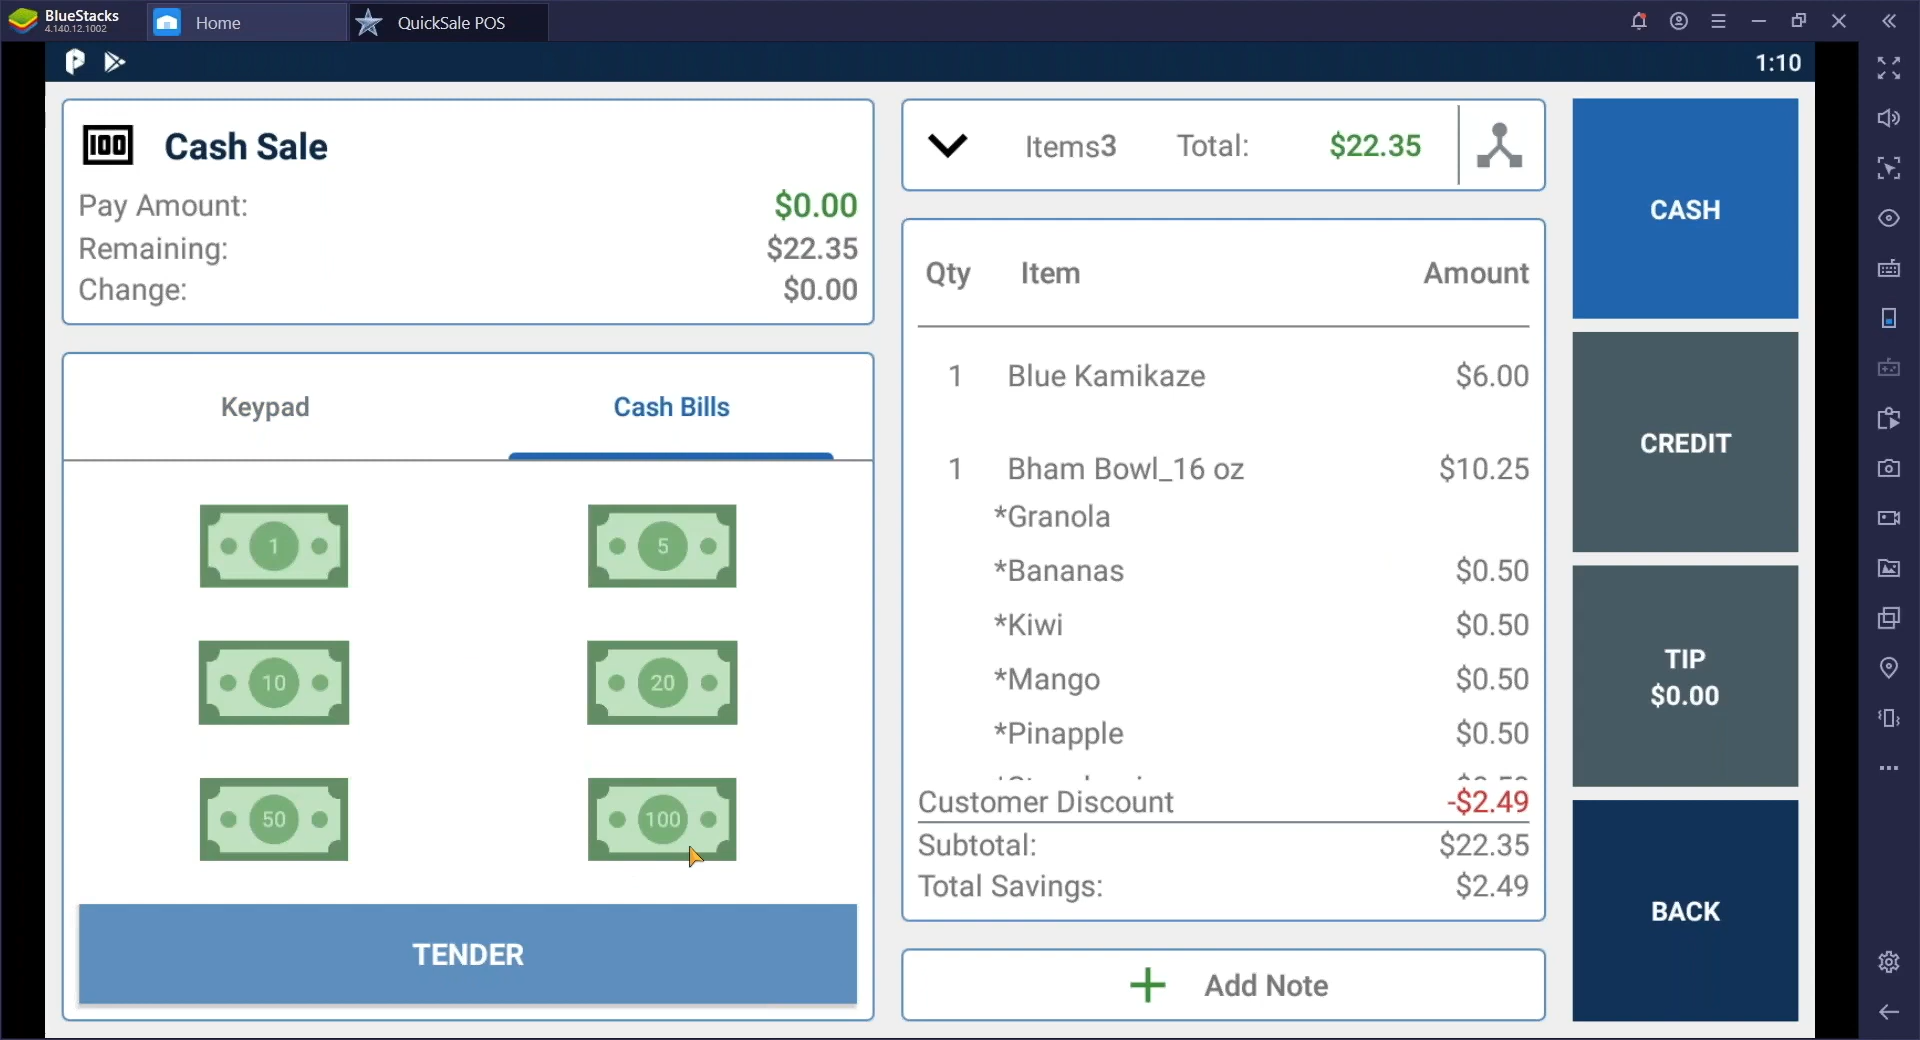 BlueStacks
4.140.12.1002
Home
QuickSale POS
1:10
100
Cash Sale
Pay Amount: $0.00
Remaining: $22.35
Change: $0.00
Keypad
Cash Bills
1
5
10
20
50
100
TENDER
Items3 Total: $22.35
Qty Item Amount
1 Blue Kamikaze $6.00
1 Bham Bowl_16 oz $10.25
*Granola
*Bananas $0.50
*Kiwi $0.50
*Mango $0.50
*Pinapple $0.50
Customer Discount -$2.49
Subtotal: $22.35
Total Savings: $2.49
Add Note
CASH
CREDIT
TIP
$0.00
BACK